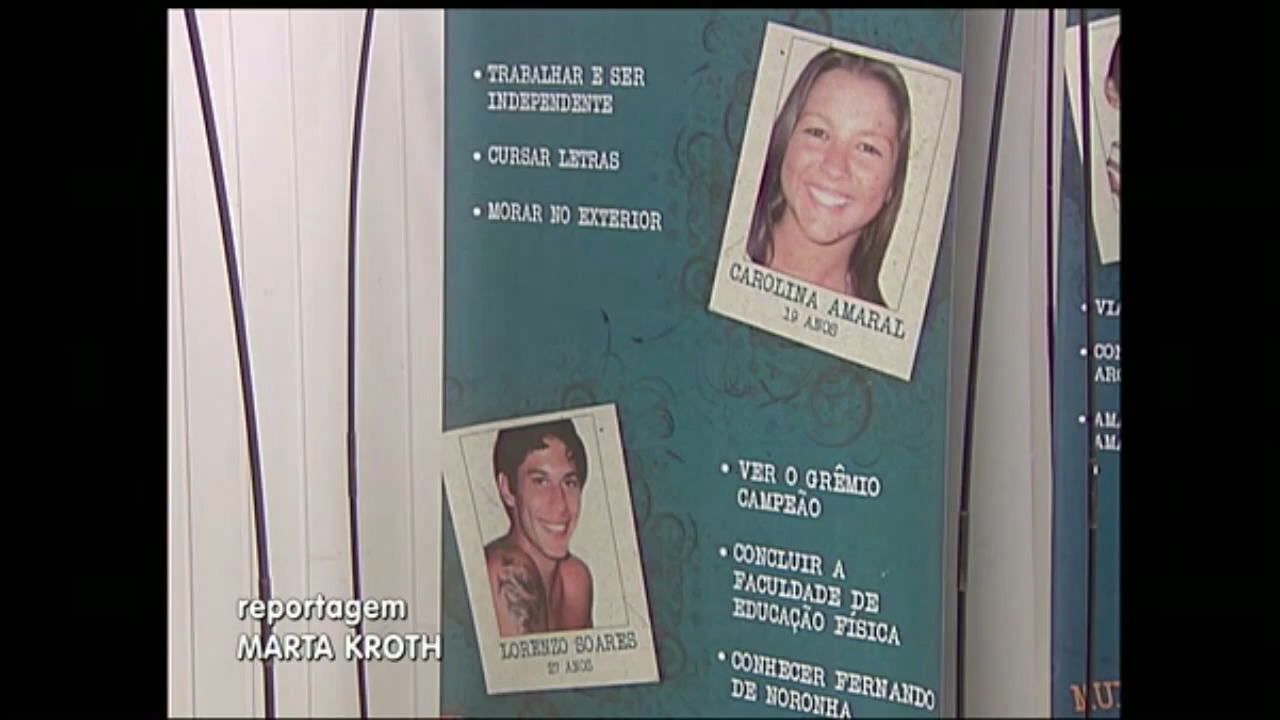 • TRABALHAR E SER
INDEPENDENTE
• CURSAR LETRAS
• MORAR NO EXTERIOR
CAROLINA AMARAL
19 ANOS
LORENZO SOARES
27 ANOS
• VER O GRÊMIO
CAMPEÃO
• CONCLUIR A
FACULDADE DE
EDUCAÇÃO FÍSICA
• CONHECER FERNANDO
DE NORONHA
reportagem
MARTA KROTH